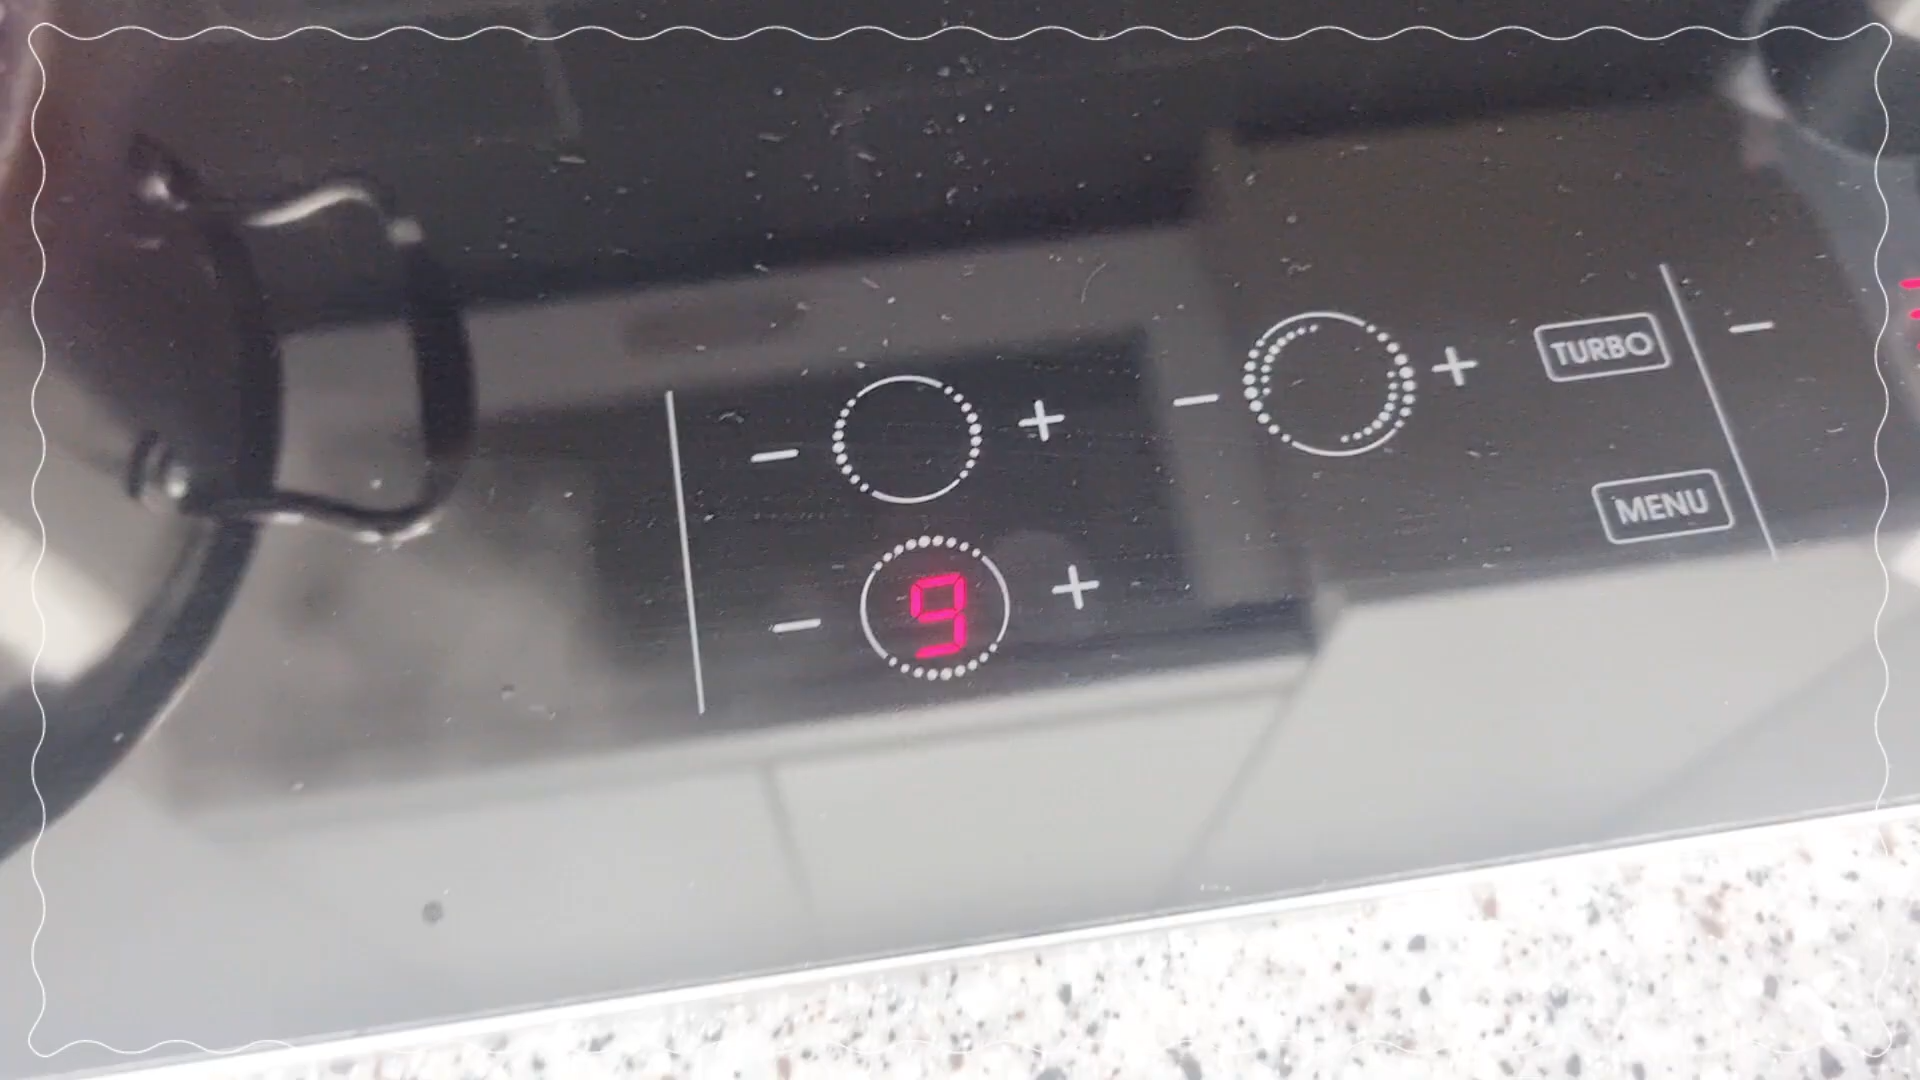 - +
- + TURBO -
MENU
- 9 +